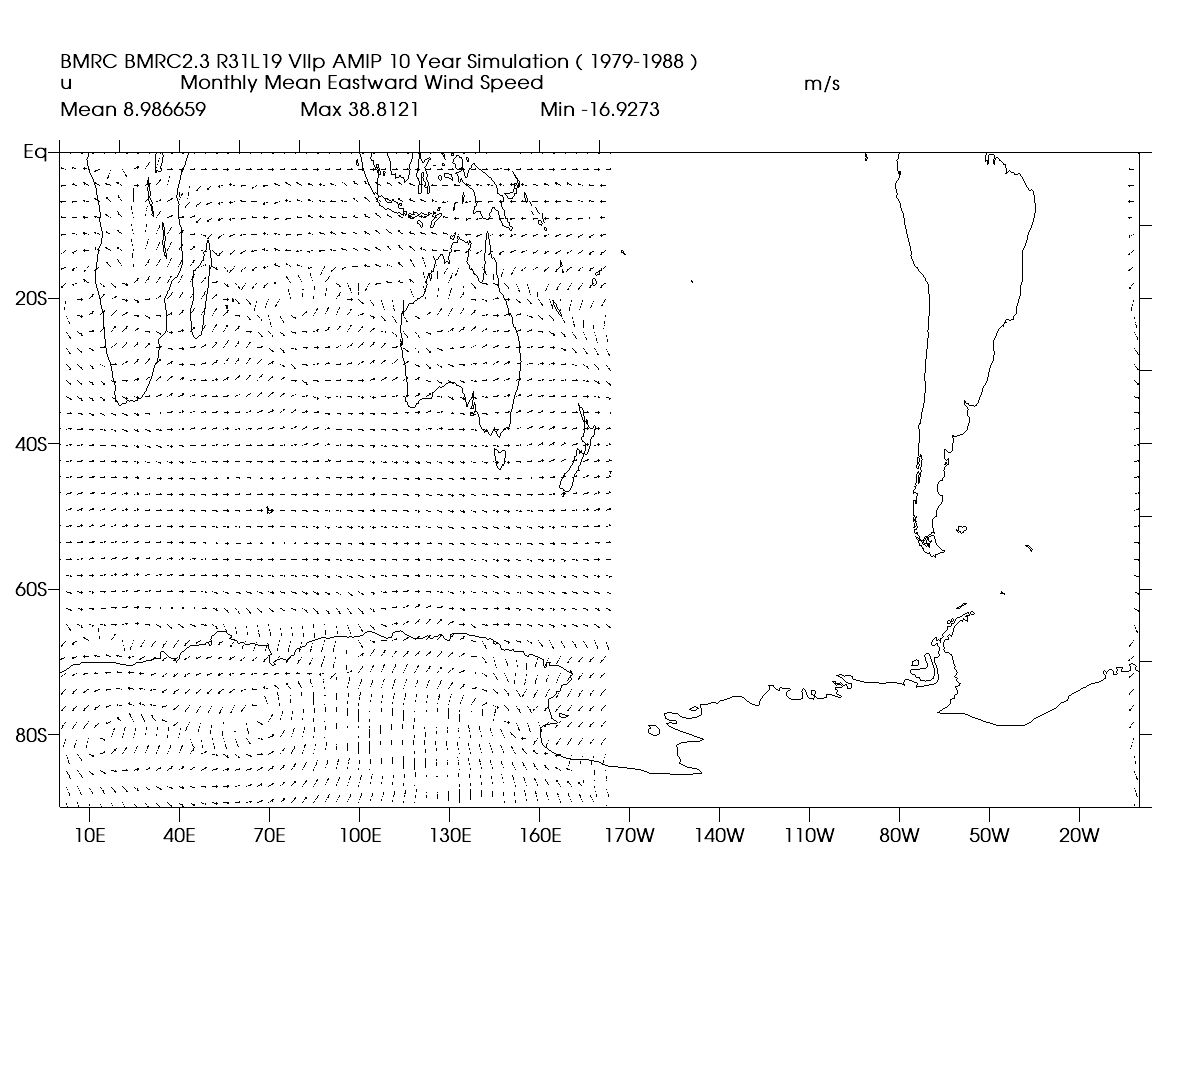 BMRC BMRC2.3 R31L19 VIIp AMIP 10 Year Simulation ( 1979-1988 )
u Monthly Mean Eastward Wind Speed m/s
Mean 8.986659 Max 38.8121 Min -16.9273
Eq
20S
40S
60S
80S
10E 40E 70E 100E 130E 160E 170W 140W 110W 80W 50W 20W